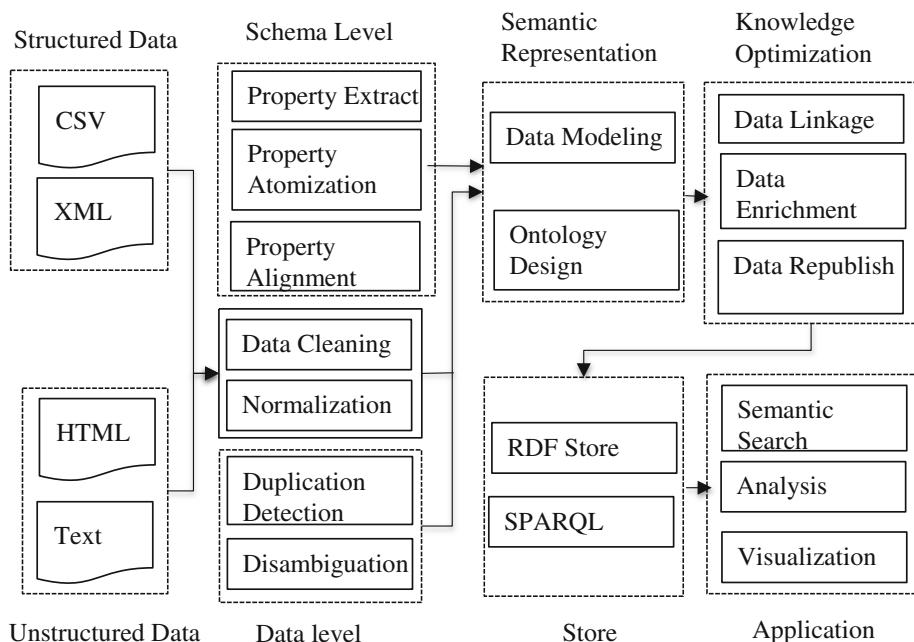 Structured Data
CSV
XML
HTML
Text
Unstructured Data
Schema Level
Property Extract
Property
Atomization
Property
Alignment
Data Cleaning
Normalization
Duplication
Detection
Disambiguation
Data level
Semantic
Representation
Data Modeling
Ontology
Design
Knowledge
Optimization
Data Linkage
Data
Enrichment
Data Republish
RDF Store
SPARQL
Store
Semantic
Search
Analysis
Visualization
Application